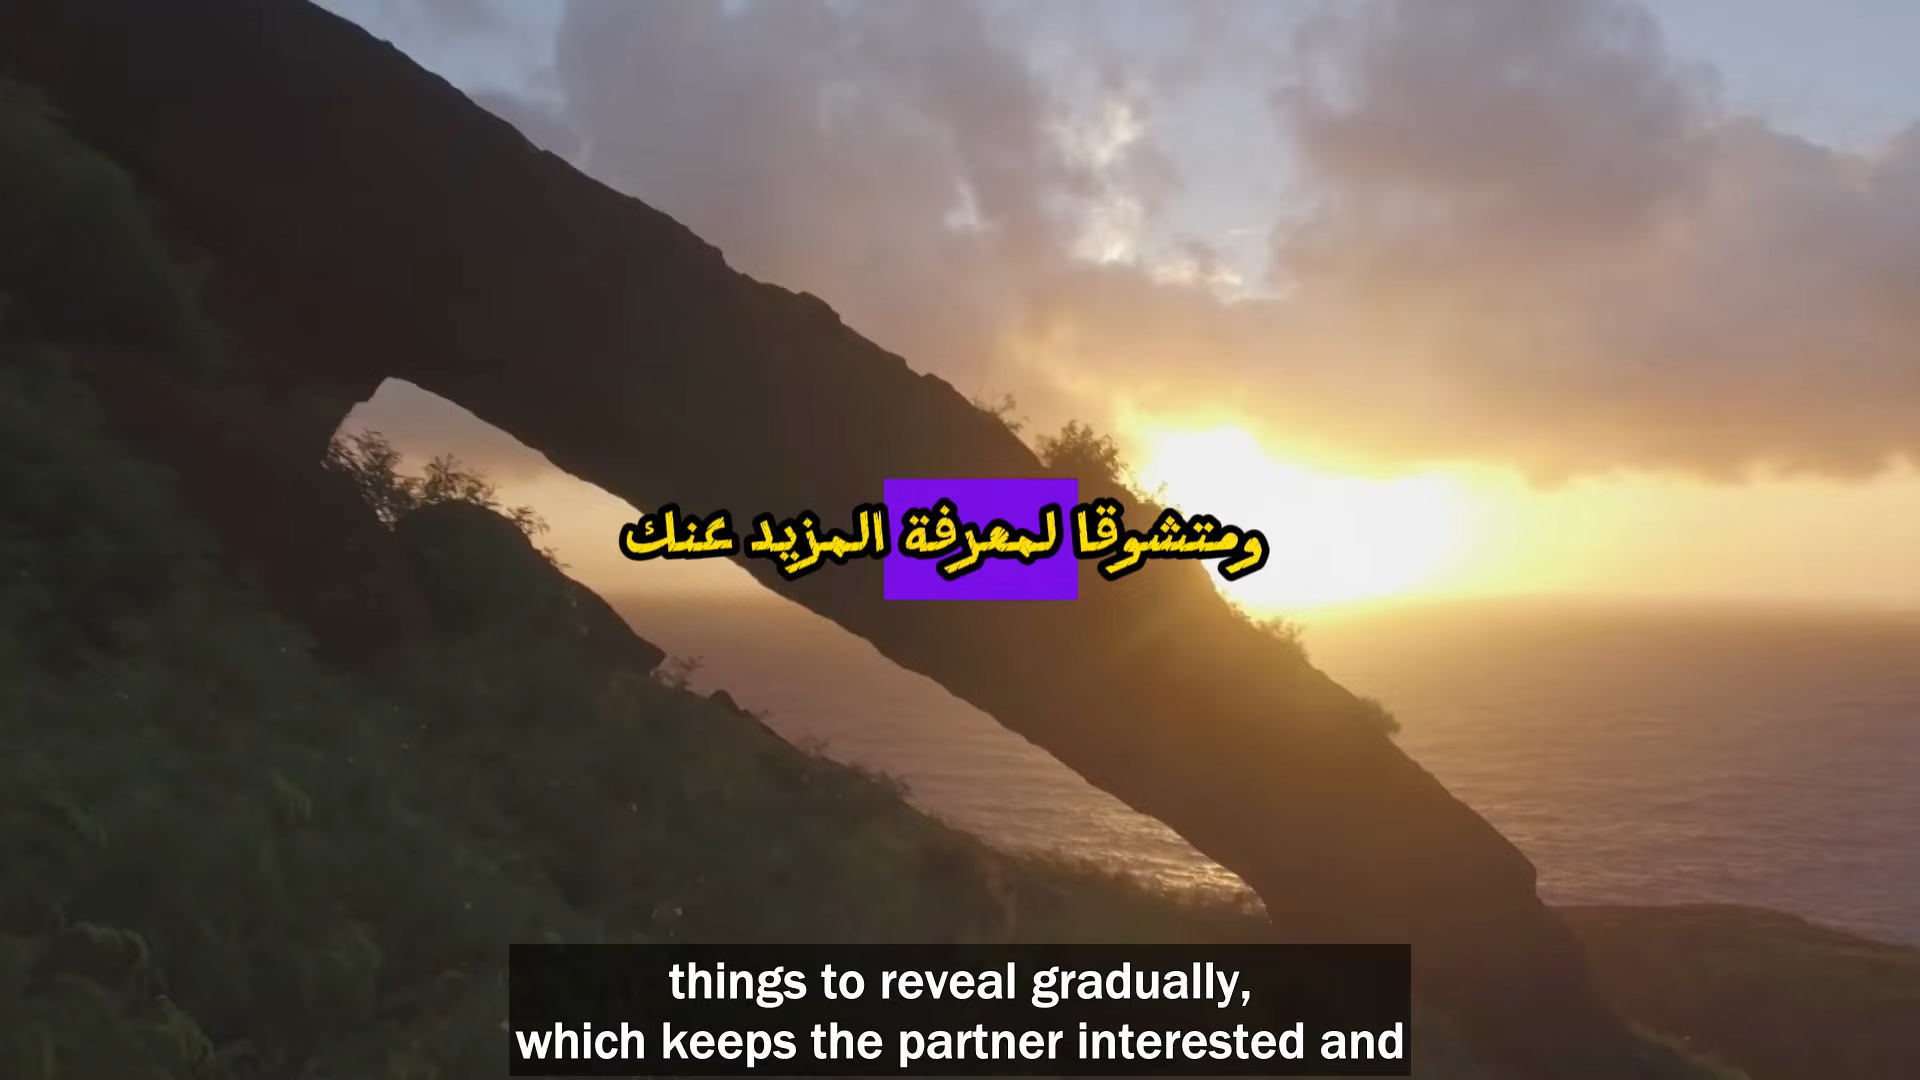 ومتشوقا لمعرفة المزيد عنك
things to reveal gradually,
which keeps the partner interested and